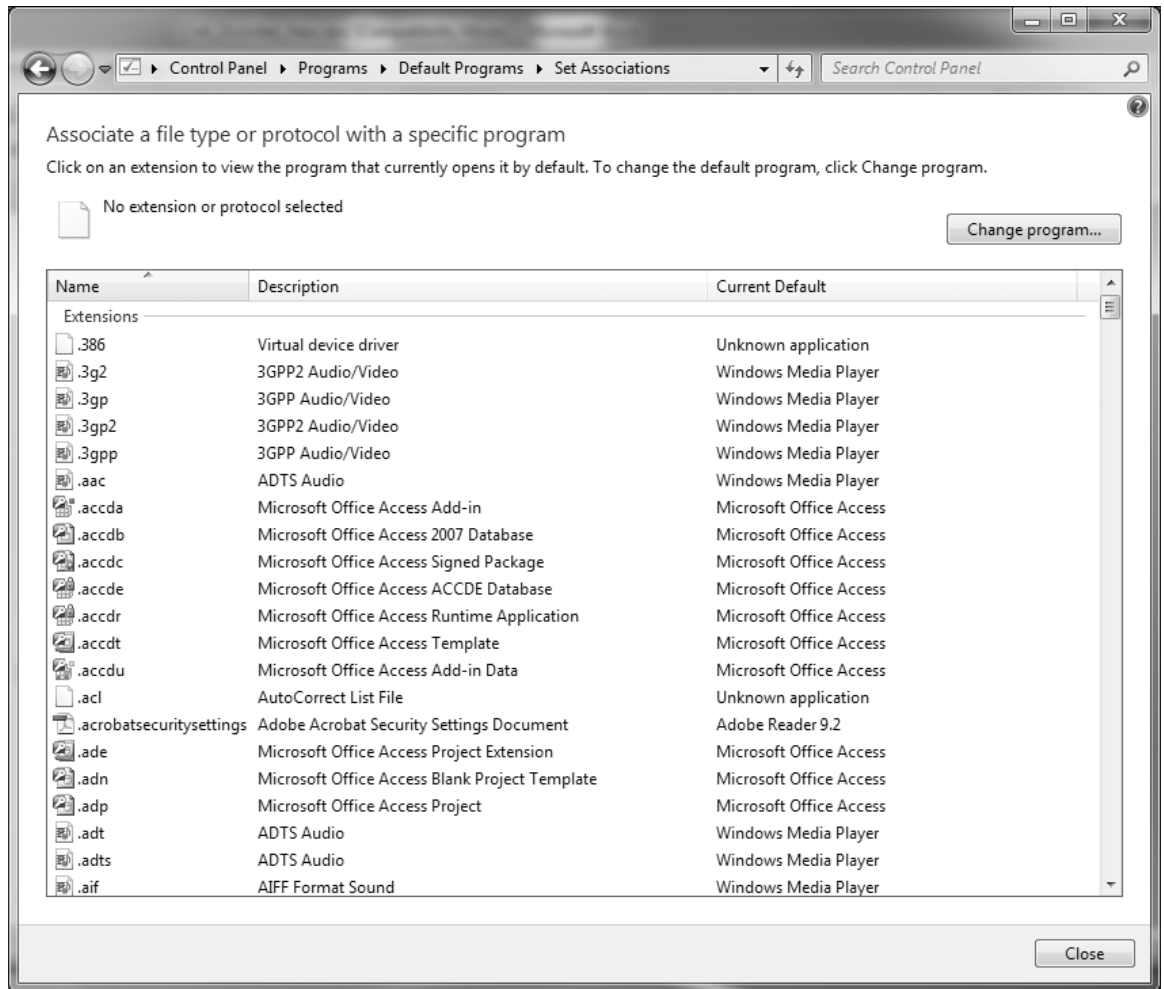 Control Panel Programs Default Programs Set Associations Search Control Panel
Associate a file type or protocol with a specific program
Click on an extension to view the program that currently opens it by default. To change the default program, click Change program.
No extension or protocol selected
Change program...
Name Description Current Default
Extensions
.386 Virtual device driver Unknown application
.3g2 3GPP2 Audio/Video Windows Media Player
.3gp 3GPP Audio/Video Windows Media Player
.3gp2 3GPP2 Audio/Video Windows Media Player
.3gpp 3GPP Audio/Video Windows Media Player
.aac ADTS Audio Windows Media Player
.accda Microsoft Office Access Add-in Microsoft Office Access
.accdb Microsoft Office Access 2007 Database Microsoft Office Access
.accdc Microsoft Office Access Signed Package Microsoft Office Access
.accde Microsoft Office Access ACCDE Database Microsoft Office Access
.accdr Microsoft Office Access Runtime Application Microsoft Office Access
.accdt Microsoft Office Access Template Microsoft Office Access
.accdu Microsoft Office Access Add-in Data Microsoft Office Access
.acl AutoCorrect List File Unknown application
.acrobatsecuritysettings Adobe Acrobat Security Settings Document Adobe Reader 9.2
.ade Microsoft Office Access Project Extension Microsoft Office Access
.adn Microsoft Office Access Blank Project Template Microsoft Office Access
.adp Microsoft Office Access Project Microsoft Office Access
.adt ADTS Audio Windows Media Player
.adts ADTS Audio Windows Media Player
.aif AIFF Format Sound Windows Media Player
Close